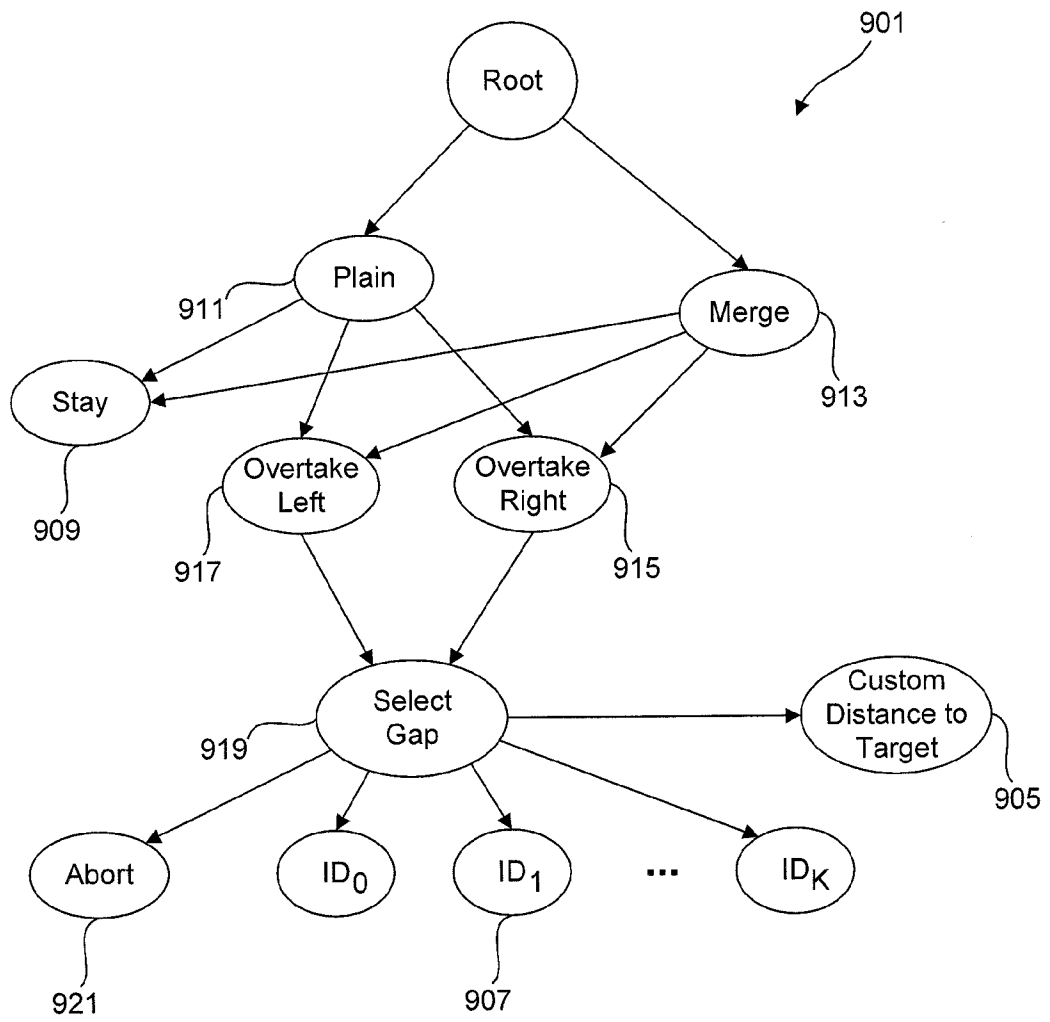 901
Root
Plain
911
Merge
913
Stay
909
Overtake
Left
917
Overtake
Right
915
Select
Gap
919
Custom
Distance to
Target
905
Abort
921
ID0
ID1
907
...
IDK